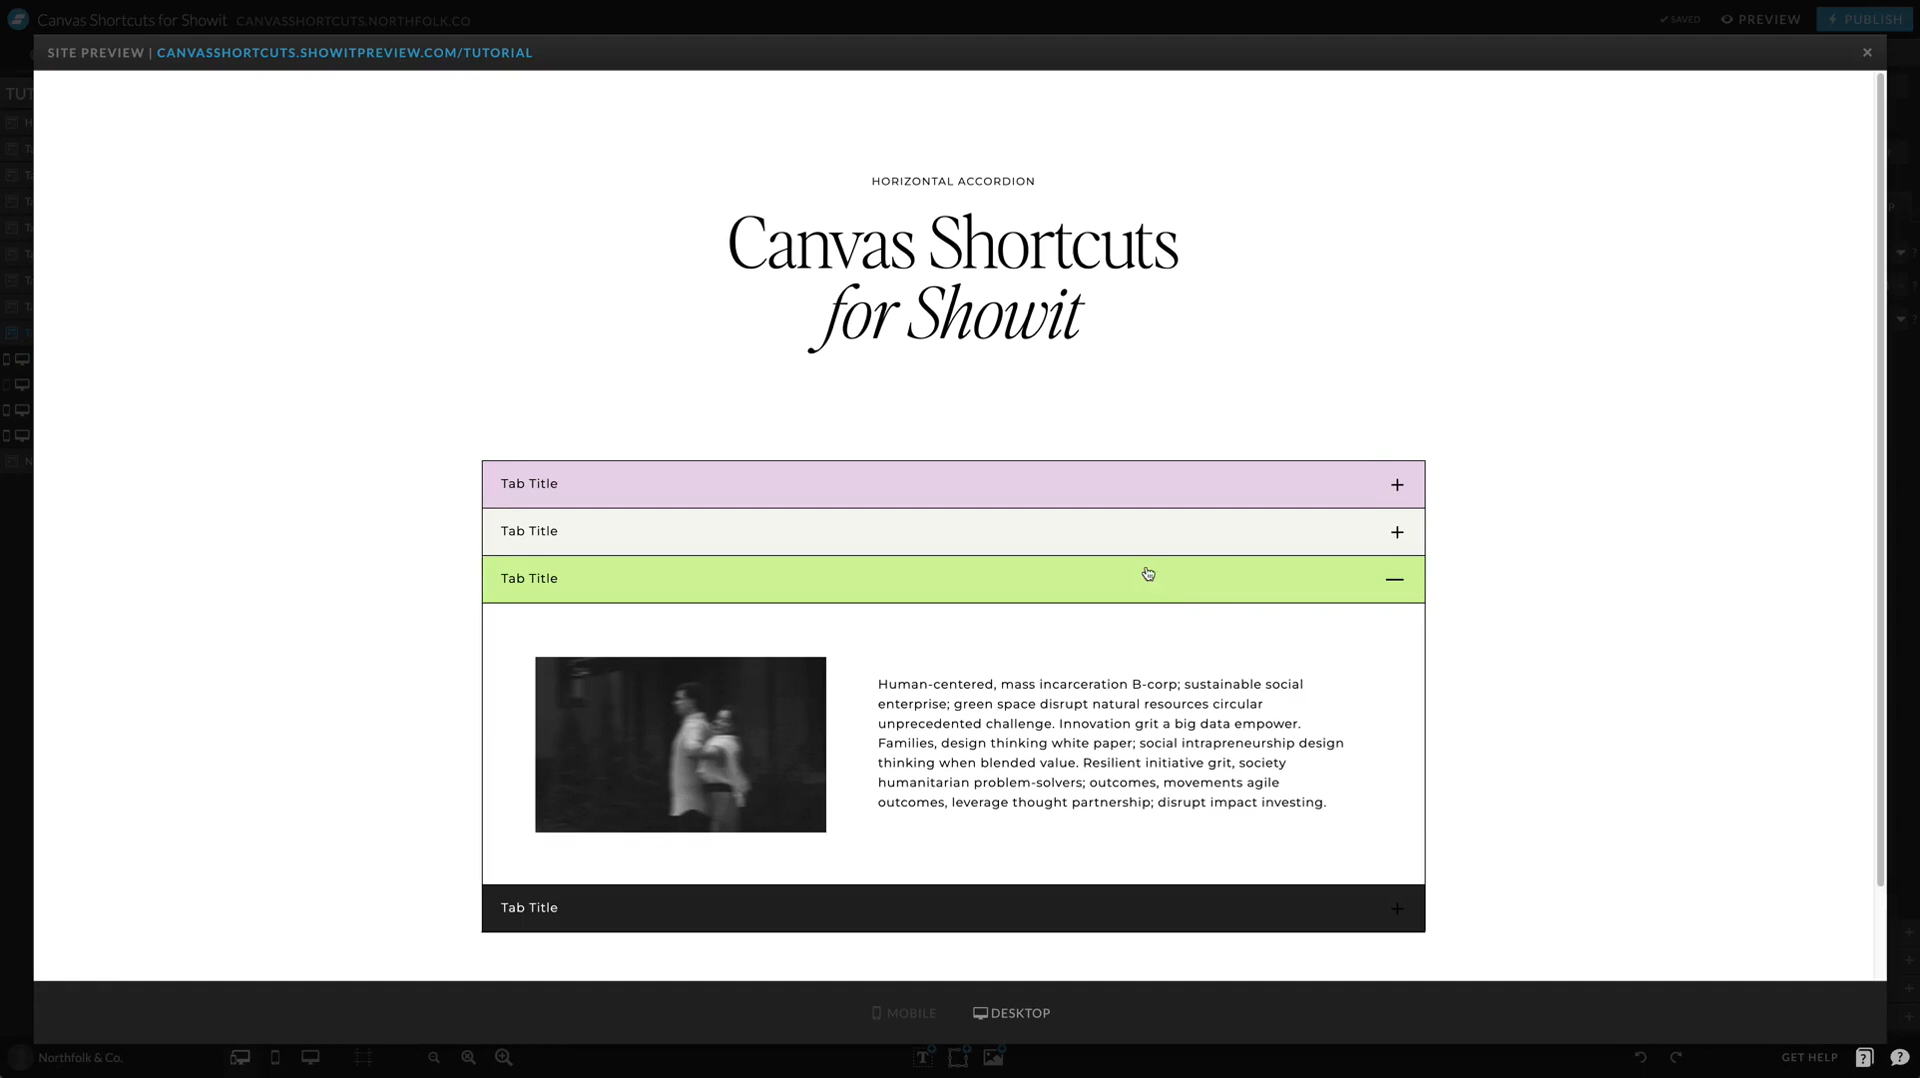 Canvas Shortcuts for Showit CANVASSHORTCUTS.NORTHFOLK.CO
SAVED PREVIEW PUBLISH
SITE PREVIEW | CANVASSHORTCUTS.SHOWITPREVIEW.COM/TUTORIAL
HORIZONTAL ACCORDION
Canvas Shortcuts
for Showit
Tab Title
Tab Title
Tab Title
Human-centered, mass incarceration B-corp; sustainable social
enterprise; green space disrupt natural resources circular
unprecedented challenge. Innovation grit a big data empower.
Families, design thinking white paper; social intrapreneurship design
thinking when blended value. Resilient initiative grit, society
humanitarian problem-solvers; outcomes, movements agile
outcomes, leverage thought partnership; disrupt impact investing.
Tab Title
MOBILE DESKTOP
Northfolk & Co.
GET HELP